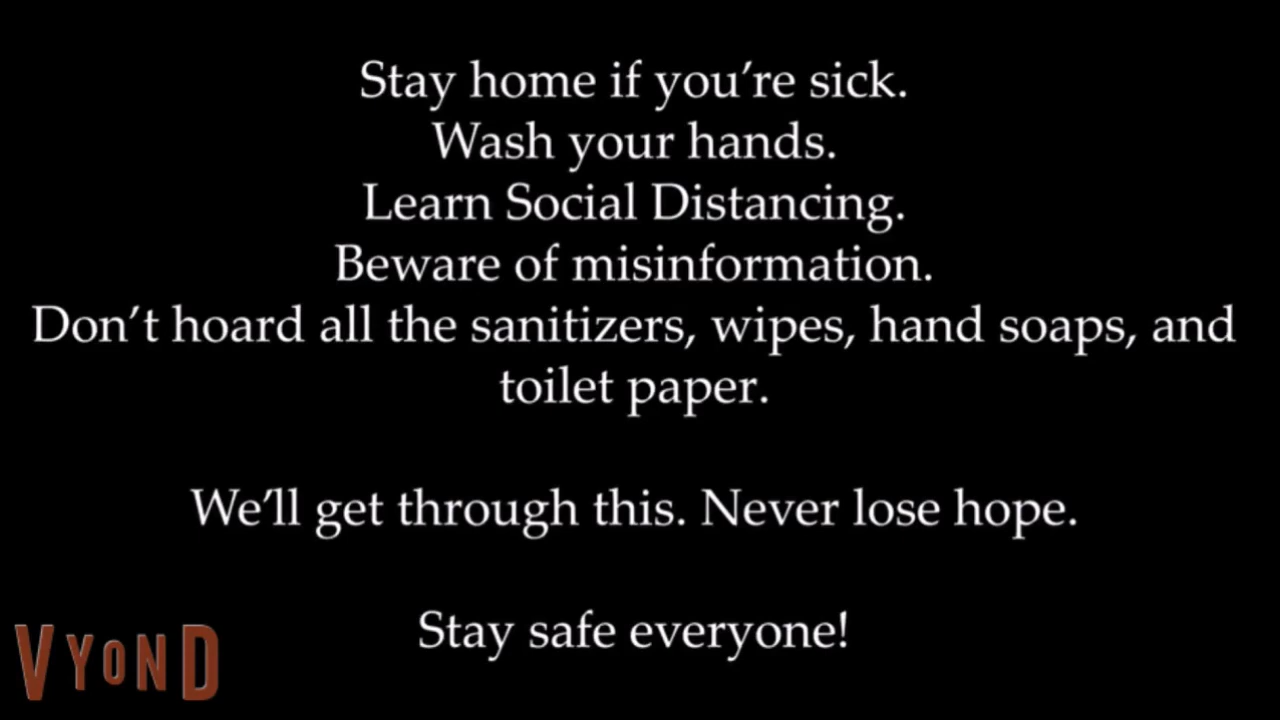 Stay home if you’re sick.
Wash your hands.
Learn Social Distancing.
Beware of misinformation.
Don’t hoard all the sanitizers, wipes, hand soaps, and
toilet paper.
We’ll get through this. Never lose hope.
Stay safe everyone!
VYOND